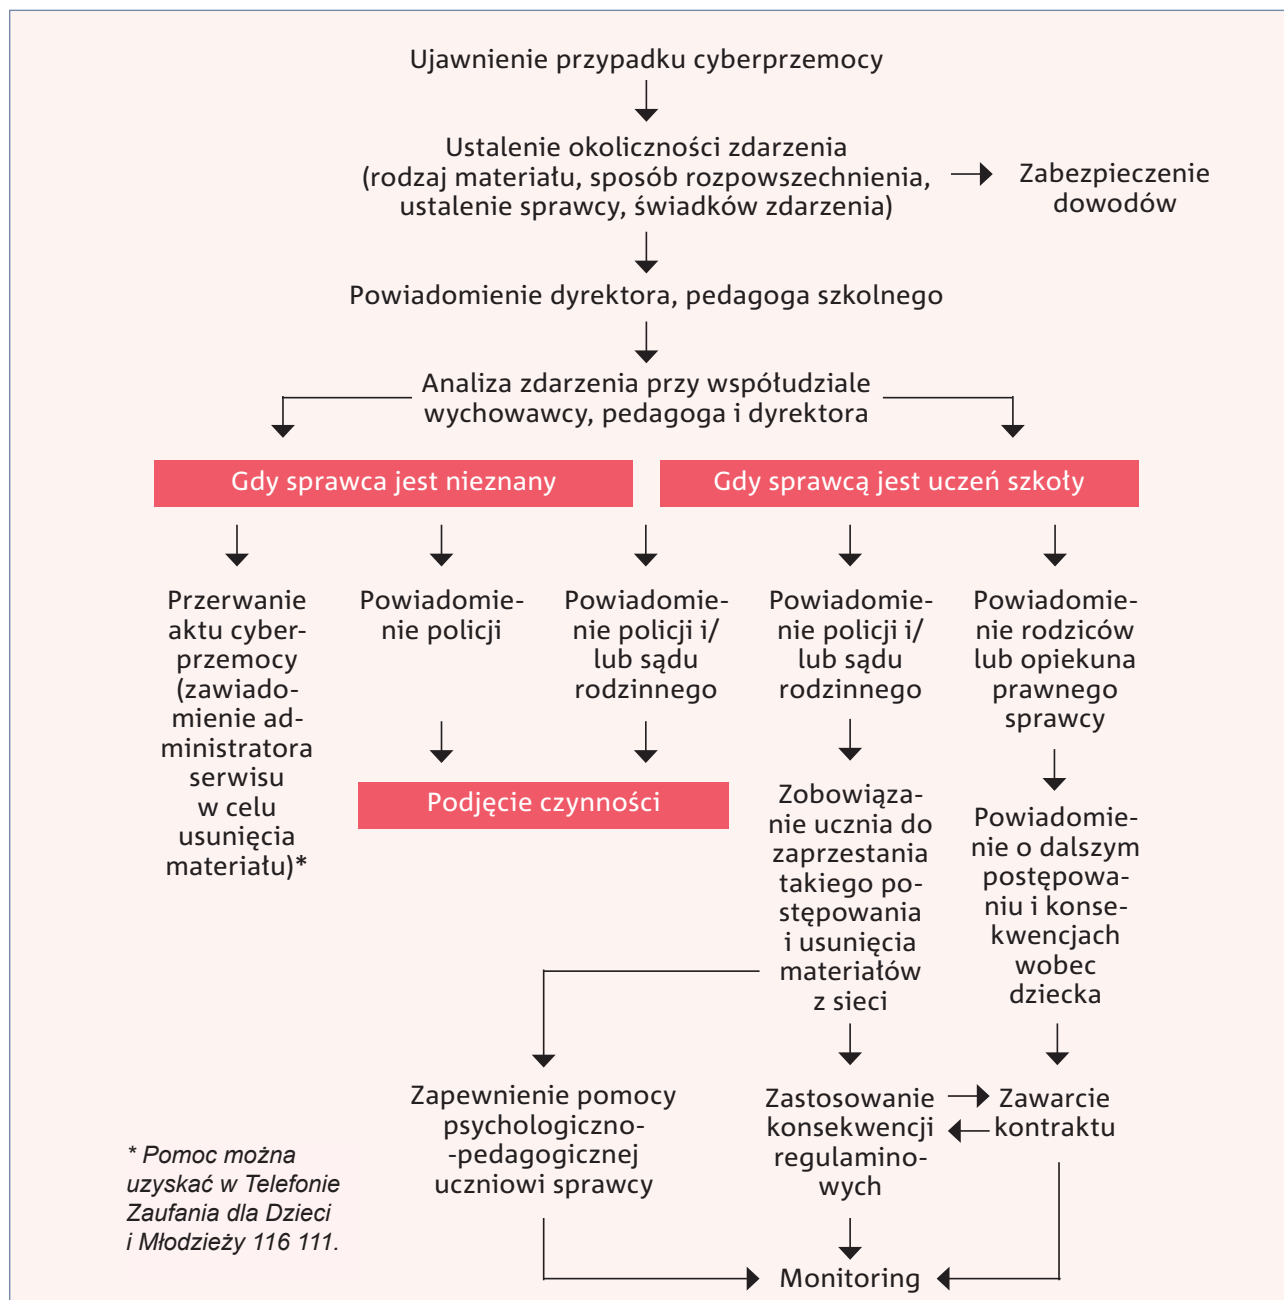 Ujawnienie przypadku cyberprzemocy
Ustalenie okoliczności zdarzenia
(rodzaj materiału, sposób rozpowszechnienia,
ustalenie sprawcy, świadków zdarzenia)
Zabezpieczenie
dowodów
Powiadomienie dyrektora, pedagoga szkolnego
Analiza zdarzenia przy współudziale
wychowawcy, pedagoga i dyrektora
Gdy sprawca jest nieznany
Gdy sprawcą jest uczeń szkoły
Przerwanie
aktu cyber-
przemocy
(zawiado-
mienie ad-
ministratora
serwisu
w celu
usunięcia
materiału)*
Powiadomie-
nie policji
Powiadomie-
nie policji i/
lub sądu
rodzinnego
Podjęcie czynności
Powiadomie-
nie policji i/
lub sądu
rodzinnego
Zobowiąza-
nie ucznia do
zaprzestania
takiego po-
stępowania
i usunięcia
materiałów
z sieci
Powiadomie-
nie rodziców
lub opiekuna
prawnego
sprawcy
Powiadomie-
nie o dalszym
postępowa-
niu i konse-
kwencjach
wobec
dziecka
Zapewnienie pomocy
psychologiczno-
-pedagogicznej
uczniowi sprawcy
Zastosowanie
konsekwencji
regulamino-
wych
Zawarcie
kontraktu
* Pomoc można
uzyskać w Telefonie
Zaufania dla Dzieci
i Młodzieży 116 111.
Monitoring